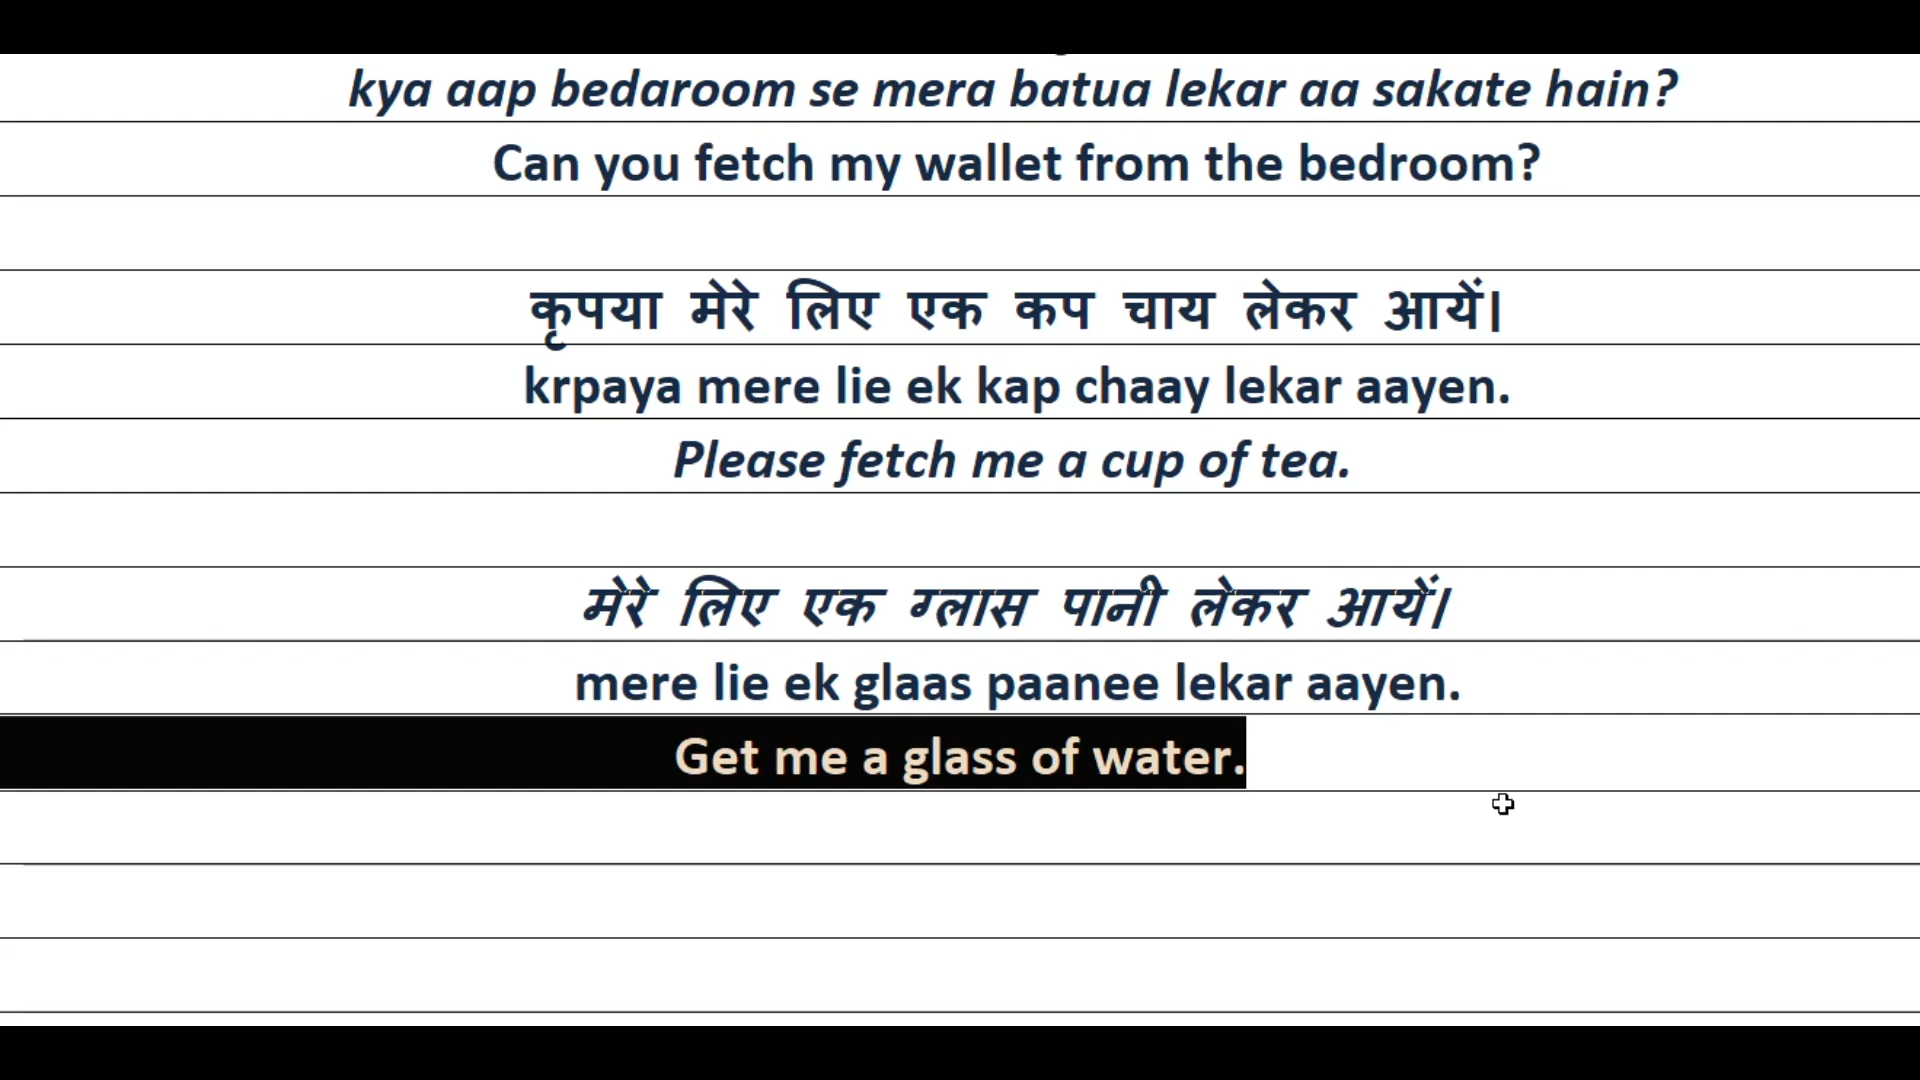 kya aap bedaroom se mera batua lekar aa sakate hain?
Can you fetch my wallet from the bedroom?
कृपया मेरे लिए एक कप चाय लेकर आयें।
krpaya mere lie ek kap chaay lekar aayen.
Please fetch me a cup of tea.
मेरे लिए एक ग्लास पानी लेकर आयें।
mere lie ek glaas paanee lekar aayen.
Get me a glass of water.